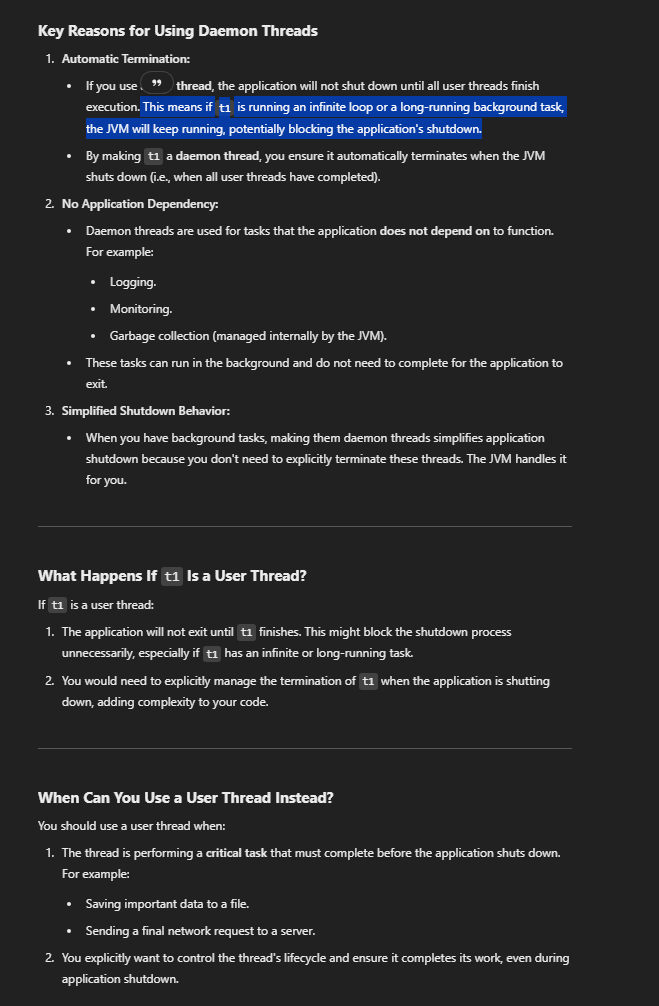 Key Reasons for Using Daemon Threads
1. Automatic Termination:
• If you use thread, the application will not shut down until all user threads finish
execution. This means if t1 is running an infinite loop or a long-running background task,
the JVM will keep running, potentially blocking the application's shutdown.
• By making t1 a daemon thread, you ensure it automatically terminates when the JVM
shuts down (i.e., when all user threads have completed).
2. No Application Dependency:
• Daemon threads are used for tasks that the application does not depend on to function.
For example:
• Logging.
• Monitoring.
• Garbage collection (managed internally by the JVM).
• These tasks can run in the background and do not need to complete for the application to
exit.
3. Simplified Shutdown Behavior:
• When you have background tasks, making them daemon threads simplifies application
shutdown because you don't need to explicitly terminate these threads. The JVM handles it
for you.
What Happens If t1 Is a User Thread?
If t1 is a user thread:
1. The application will not exit until t1 finishes. This might block the shutdown process
unnecessarily, especially if t1 has an infinite or long-running task.
2. You would need to explicitly manage the termination of t1 when the application is shutting
down, adding complexity to your code.
When Can You Use a User Thread Instead?
You should use a user thread when:
1. The thread is performing a critical task that must complete before the application shuts down.
For example:
• Saving important data to a file.
• Sending a final network request to a server.
2. You explicitly want to control the thread's lifecycle and ensure it completes its work, even during
application shutdown.